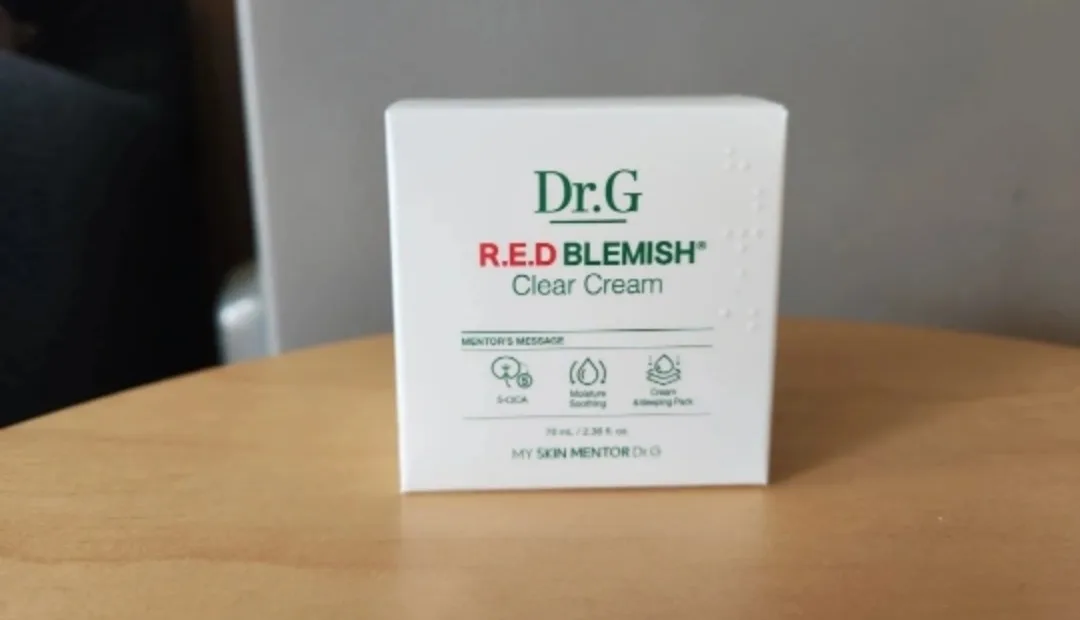 Dr.G
R.E.D BLEMISH®
Clear Cream
MENTOR'S MESSAGE
5-CICA
Moisture
Soothing
Cream
&Sleeping Pack
70 mL / 2.36 fl. oz
MY SKIN MENTOR Dr.G